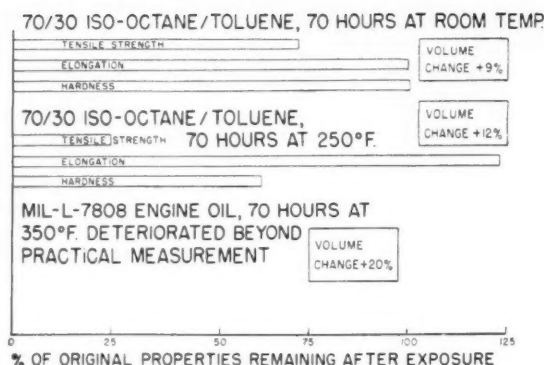 70/30 ISO-OCTANE/TOLUENE, 70 HOURS AT ROOM TEMP.
TENSILE STRENGTH
VOLUME
CHANGE +9%
ELONGATION
HARDNESS
70/30 ISO-OCTANE/TOLUENE,
70 HOURS AT 250°F.
VOLUME
CHANGE +12%
TENSILE STRENGTH
ELONGATION
HARDNESS
MIL-L-7808 ENGINE OIL, 70 HOURS AT
350°F. DETERIORATED BEYOND
PRACTICAL MEASUREMENT
VOLUME
CHANGE+20%
0 25 50 75 100 125
% OF ORIGINAL PROPERTIES REMAINING AFTER EXPOSURE